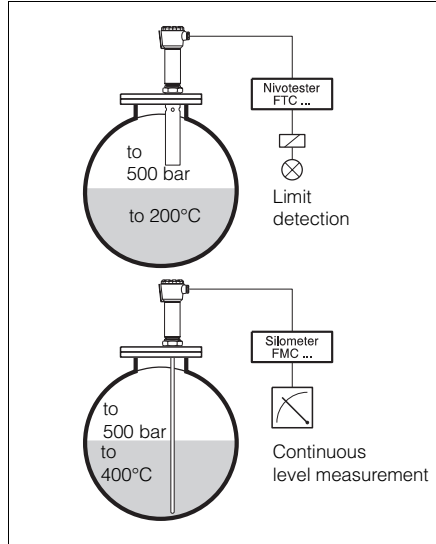 Nivotester
FTC ...
to
500 bar
to 200°C
Limit
detection
Silometer
FMC ...
to
500 bar
to
400°C
Continuous
level measurement